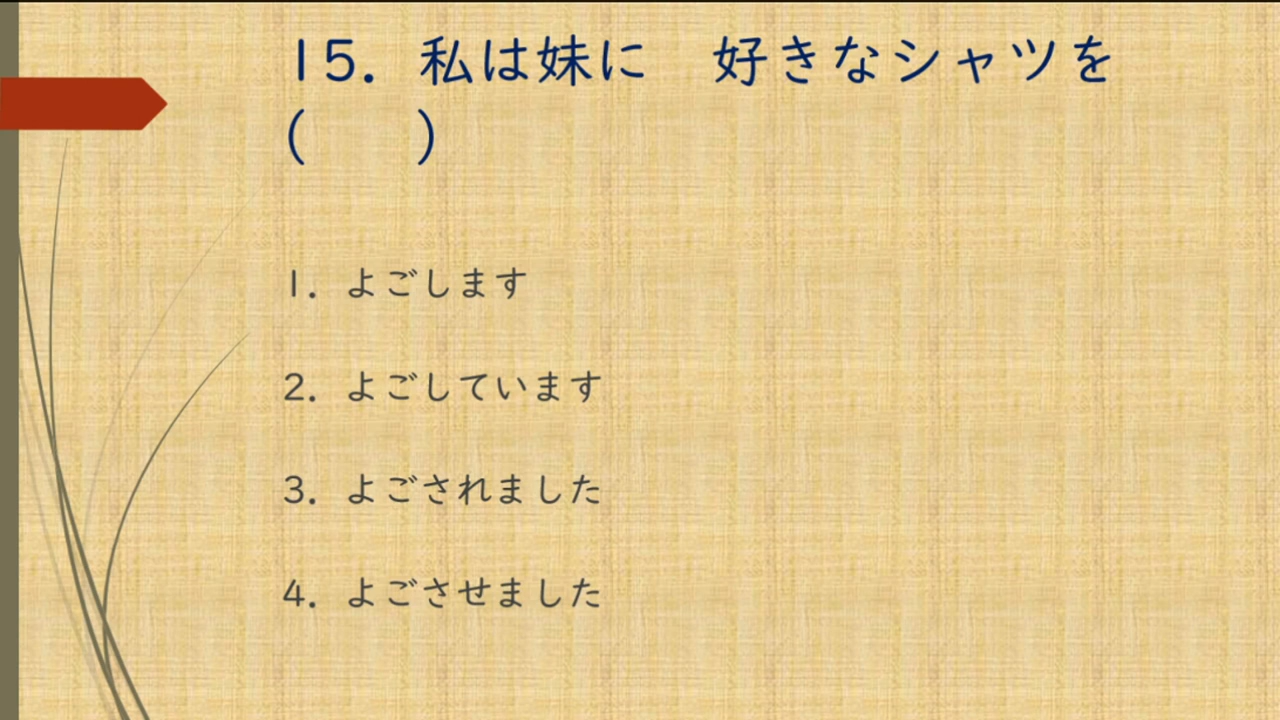 15. 私は妹に　好きなシャツを
(　　)
1. よごします
2. よごしています
3. よごされました
4. よごさせました